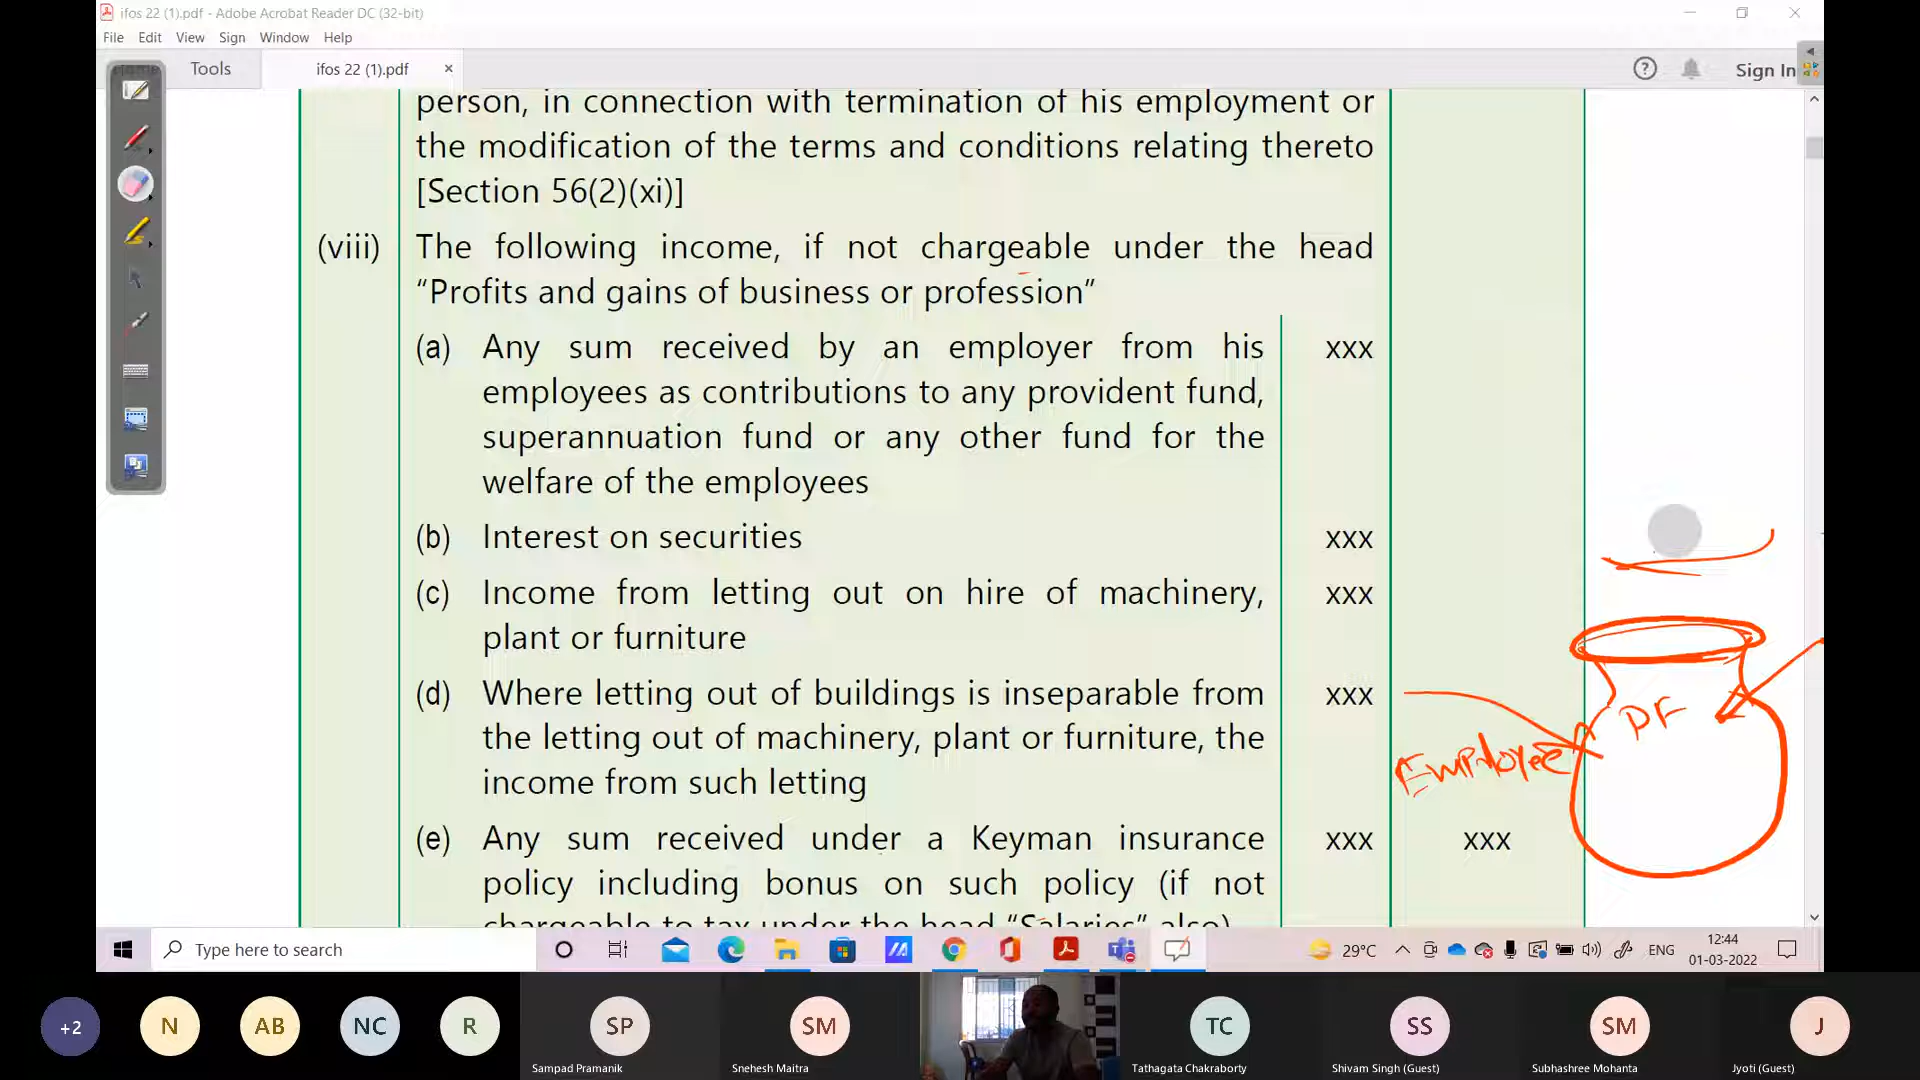 ifos 22 (1).pdf - Adobe Acrobat Reader DC (32-bit)
File Edit View Sign Window Help
Home Tools ifos 22 (1).pdf × Sign In
person, in connection with termination of his employment or
the modification of the terms and conditions relating thereto
[Section 56(2)(xi)]
(viii) The following income, if not chargeable under the head
“Profits and gains of business or profession”
(a) Any sum received by an employer from his xxx
employees as contributions to any provident fund,
superannuation fund or any other fund for the
welfare of the employees
(b) Interest on securities xxx
(c) Income from letting out on hire of machinery, xxx
plant or furniture
(d) Where letting out of buildings is inseparable from xxx
the letting out of machinery, plant or furniture, the
income from such letting
(e) Any sum received under a Keyman insurance xxx xxx
policy including bonus on such policy (if not
chargeable to tax under the head “Salaries” also)
PF
Employee
Type here to search
29°C
ENG
12:44
01-03-2022
+2 N AB NC R SP SM TC SS SM J
Sampad Pramanik Snehesh Maitra Tathagata Chakraborty Shivam Singh (Guest) Subhashree Mohanta Jyoti (Guest)